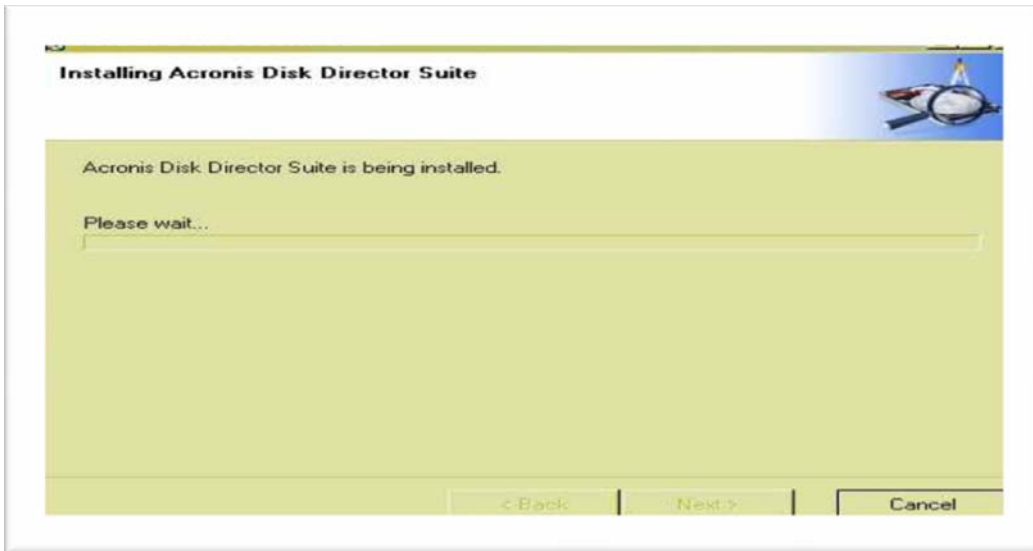 Installing Acronis Disk Director Suite
Acronis Disk Director Suite is being installed.
Please wait...
< Back
Next >
Cancel